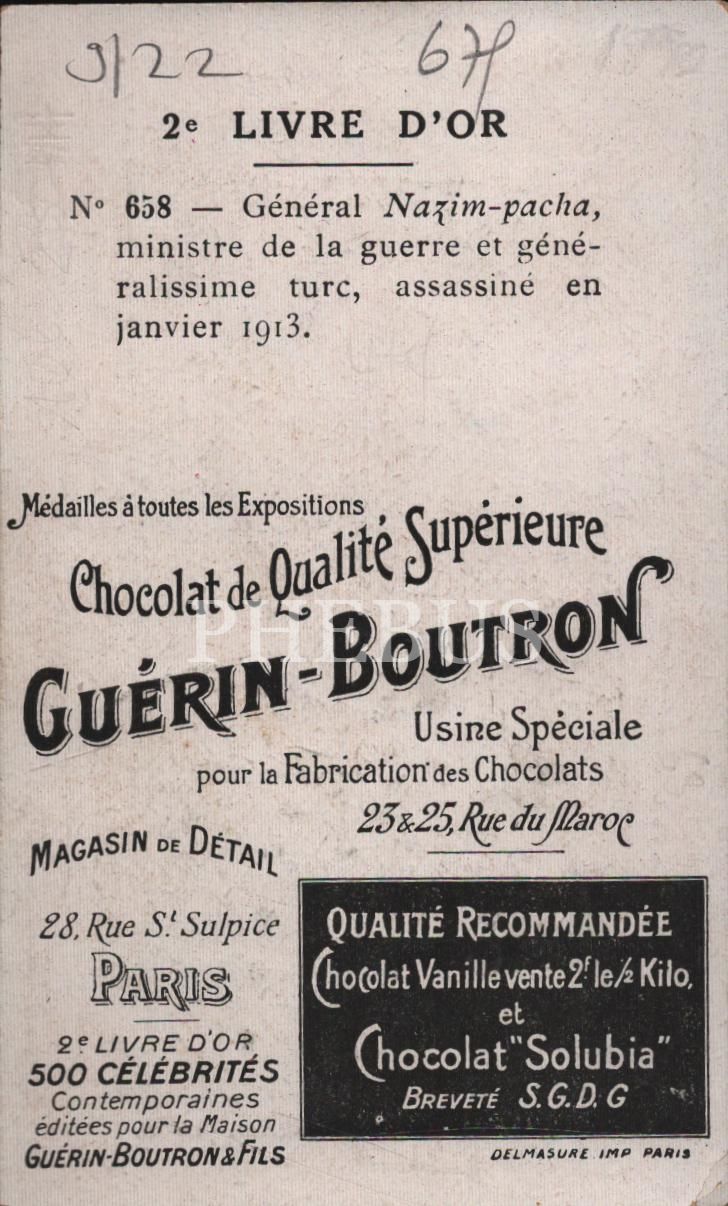 9/22 67
2e LIVRE D'OR
No 658 — Général Nazim-pacha,
ministre de la guerre et géné-
ralissime turc, assassiné en
janvier 1913.
Médailles à toutes les Expositions
Chocolat de Qualité Supérieure
GUÉRIN-BOUTRON
PHEBUS
Usine Spéciale
pour la Fabrication des Chocolats
23 & 25, Rue du Maroc
MAGASIN DE DÉTAIL
28, Rue St Sulpice
PARIS
2e LIVRE D'OR
500 CÉLÉBRITÉS
Contemporaines
éditées pour la Maison
GUÉRIN-BOUTRON & FILS
QUALITÉ RECOMMANDÉE
Chocolat Vanille vente 2f le 1/2 Kilo,
et
Chocolat "Solubia"
BREVETÉ S.G.D.G
DELMASURE IMP PARIS